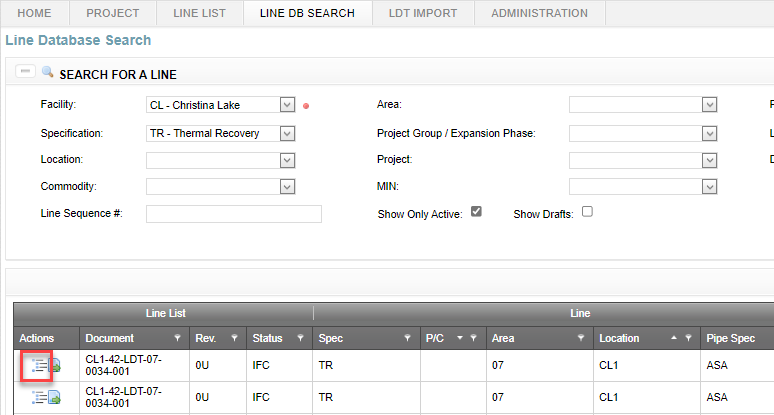 HOME PROJECT LINE LIST LINE DB SEARCH LDT IMPORT ADMINISTRATION
Line Database Search
SEARCH FOR A LINE
Facility: CL - Christina Lake Area:
Specification: TR - Thermal Recovery Project Group / Expansion Phase:
Location: Project:
Commodity: MIN:
Line Sequence #: Show Only Active: Show Drafts:
Line List Line
Actions Document Rev. Status Spec P/C Area Location Pipe Spec
CL1-42-LDT-07-
0034-001 0U IFC TR 07 CL1 ASA
CL1-42-LDT-07-
0034-001 0U IFC TR 07 CL1 ASA